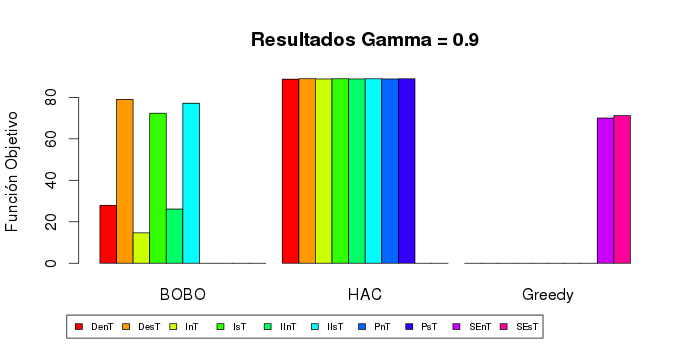 Resultados Gamma = 0.9
Función Objetivo
80
60
40
20
0
BOBO HAC Greedy
DenT DesT InT IsT IInT IIsT PnT PsT SEnT SEsT